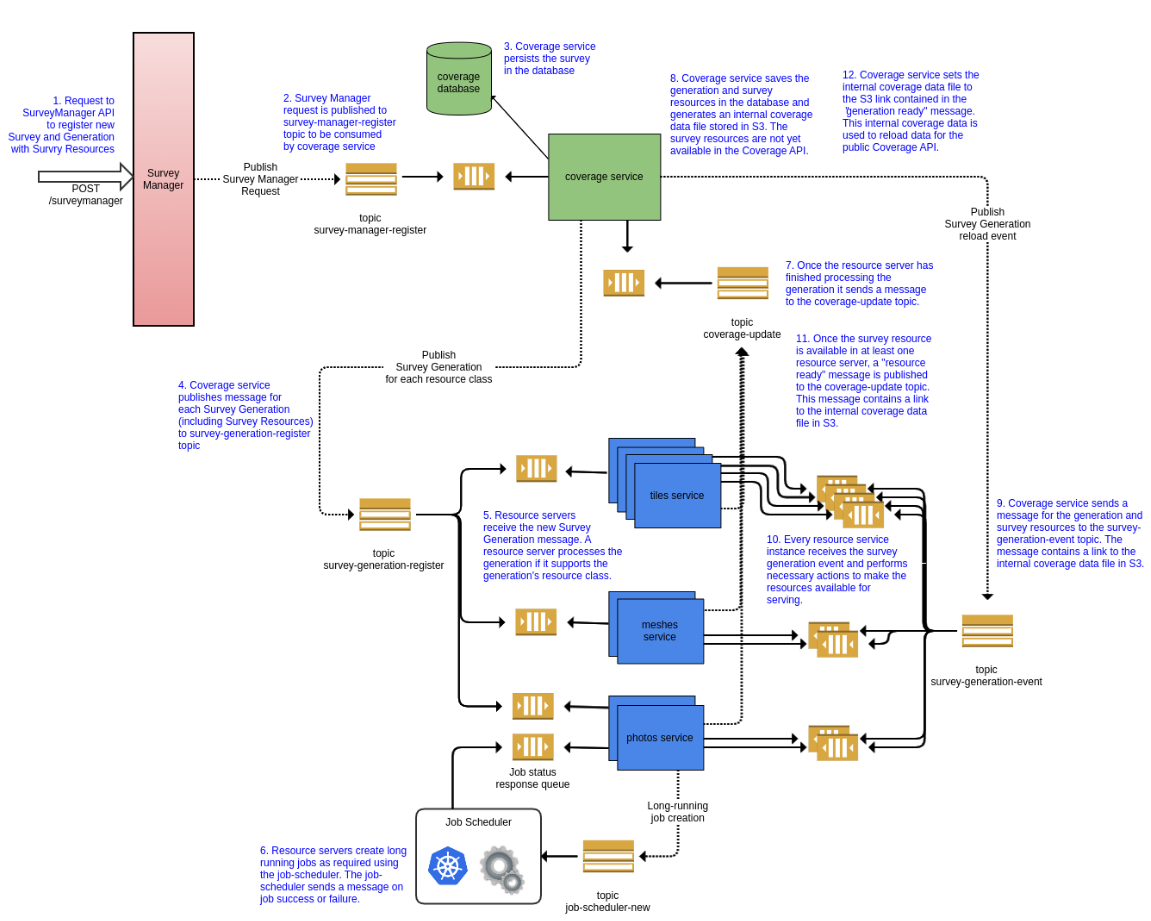 1. Request to
SurveyManager API
to register new
Survey and Generation
with Survry Resources
POST
/surveymanager
Survey
Manager
Publish
Survey Manager
Request
2. Survey Manager
request is published to
survey-manager-register
topic to be consumed
by coverage service
topic
survey-manager-register
coverage
database
3. Coverage service
persists the survey
in the database
coverage service
8. Coverage service saves the
generation and survey
resources in the database and
generates an internal coverage
data file stored in S3. The
survey resources are not yet
available in the Coverage API.
12. Coverage service sets the
internal coverage data file to
the S3 link contained in the
"generation ready" message.
This internal coverage data is
used to reload data for the
public Coverage API.
Publish
Survey Generation
reload event
7. Once the resource server has
finished processing the
generation it sends a message
to the coverage-update topic.
topic
coverage-update
11. Once the survey resource
is available in at least one
resource server, a "resource
ready" message is published
to the coverage-update topic.
This message contains a link
to the internal coverage data
file in S3.
Publish
Survey Generation
for each resource class
4. Coverage service
publishes message for
each Survey Generation
(including Survey Resources)
to survey-generation-register
topic
topic
survey-generation-register
5. Resource servers
receive the new Survey
Generation message. A
resource server processes the
generation if it supports the
generation's resource class.
tiles service
10. Every resource service
instance receives the survey
generation event and performs
necessary actions to make the
resources available for
serving.
9. Coverage service sends a
message for the generation and
survey resources to the survey-
generation-event topic. The
message contains a link to the
internal coverage data file in S3.
meshes
service
topic
survey-generation-event
photos service
Job status
response queue
Long-running
job creation
Job Scheduler
6. Resource servers create long
running jobs as required using
the job-scheduler. The job-
scheduler sends a message on
job success or failure.
topic
job-scheduler-new